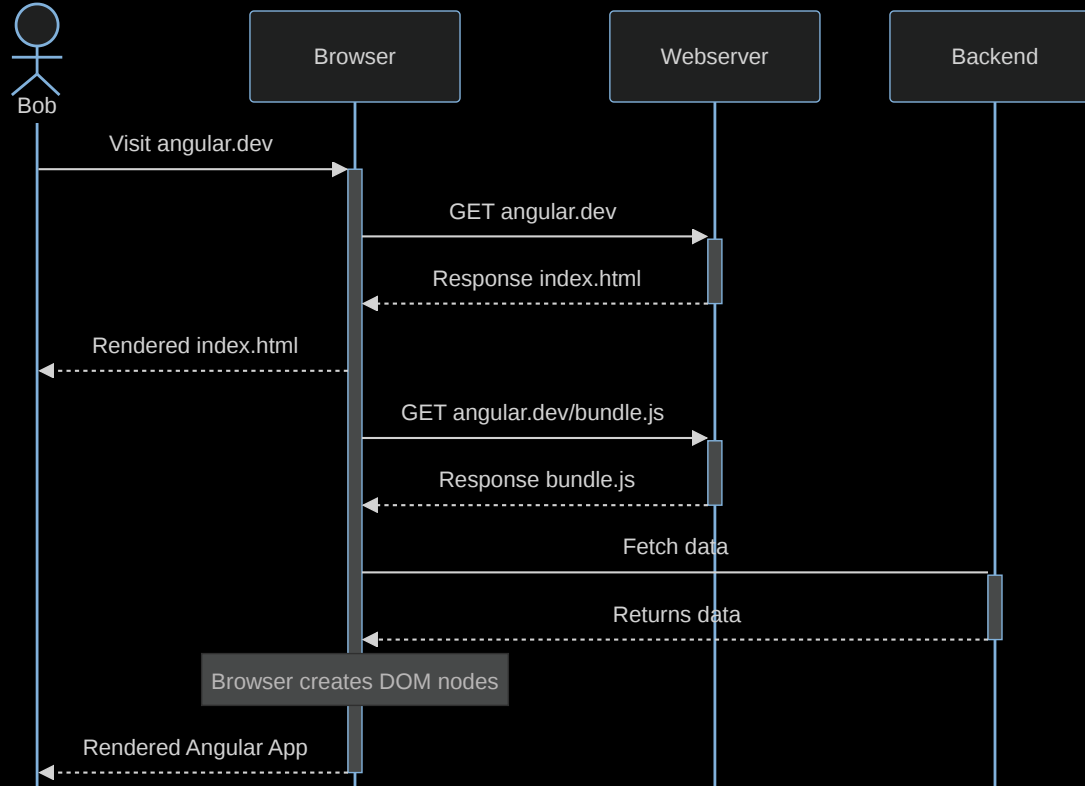 Bob
Browser
Webserver
Backend
Visit angular.dev
GET angular.dev
Response index.html
Rendered index.html
GET angular.dev/bundle.js
Response bundle.js
Fetch data
Returns data
Browser creates DOM nodes
Rendered Angular App